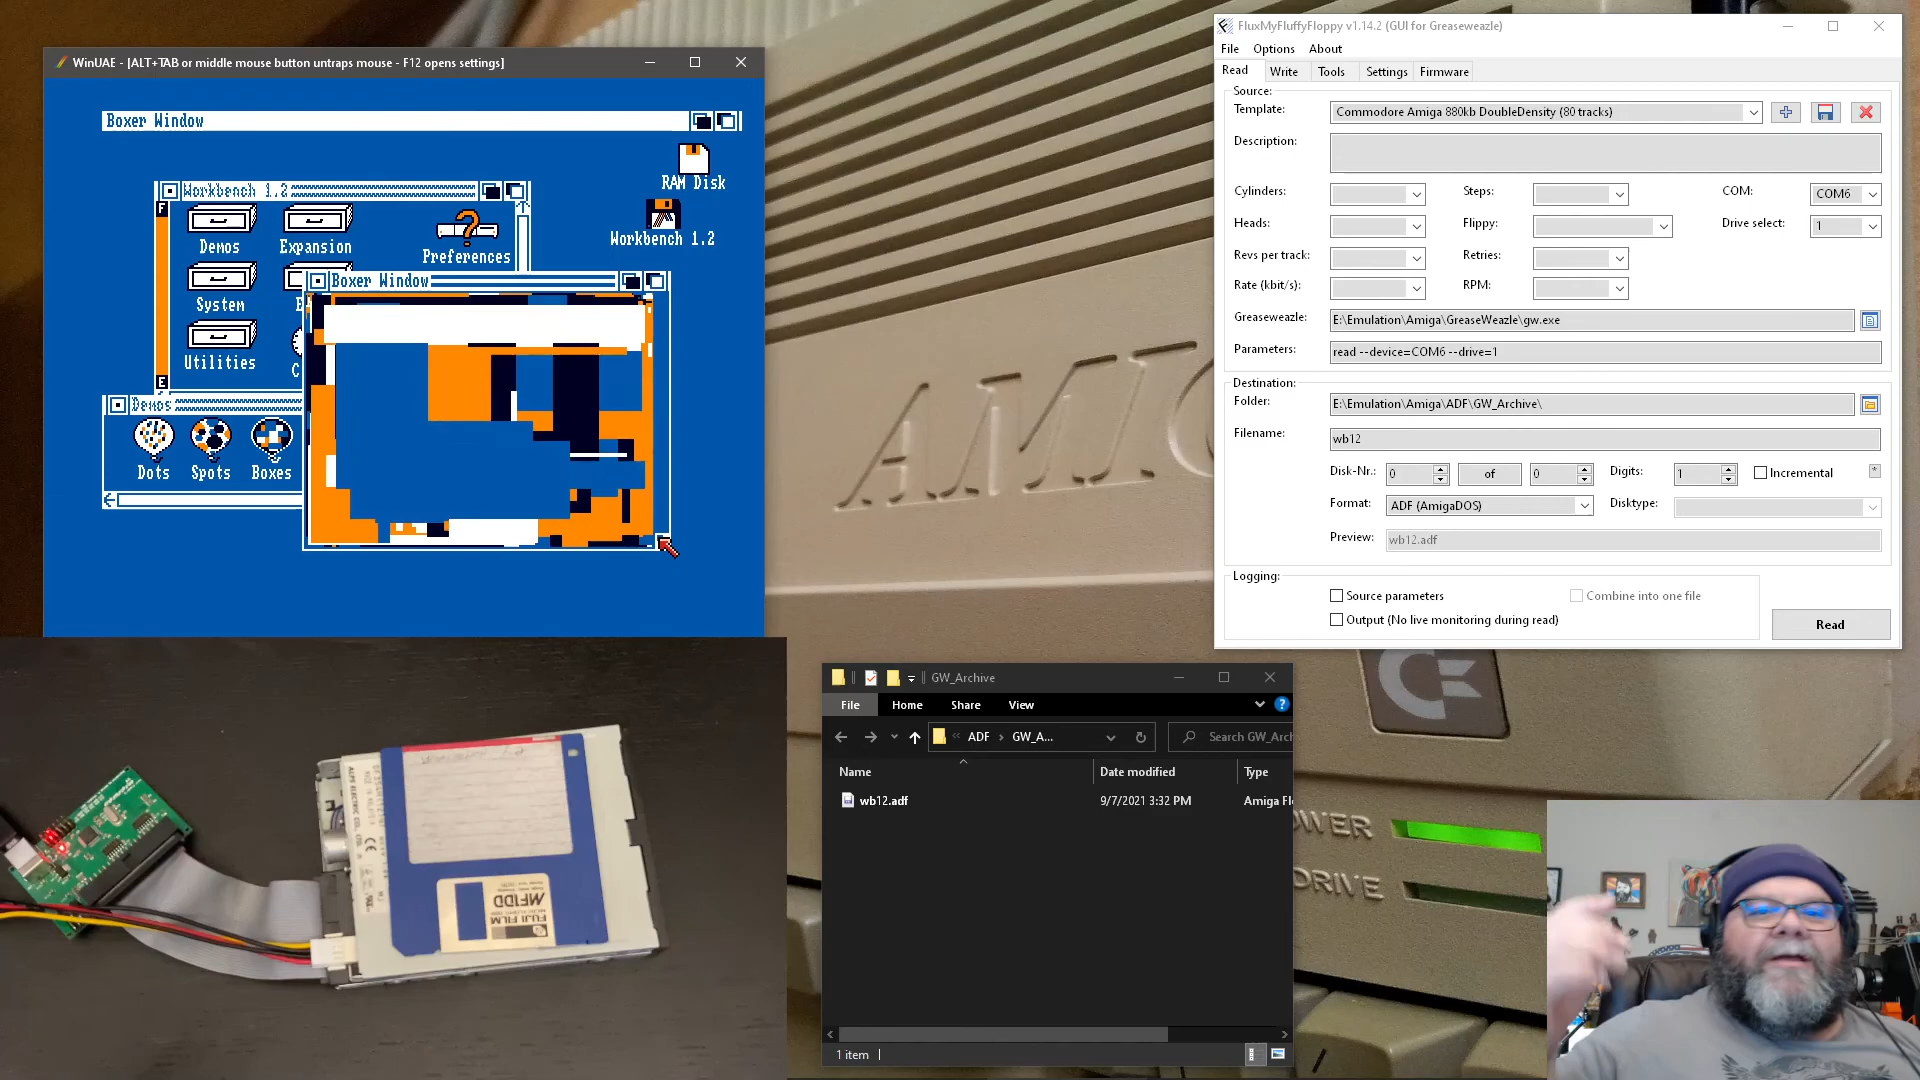 WinUAE - [ALT+TAB or middle mouse button untraps mouse - F12 opens settings]
Boxer Window
RAM Disk
Workbench 1.2
Workbench 1.2
F
Demos
Expansion
Preferences
System
Utilities
E
Boxer Window
Demos
Dots
Spots
Boxes
FluxMyFluffyFloppy v1.14.2 (GUI for Greaseweazle)
File Options About
Read Write Tools Settings Firmware
Source:
Template: Commodore Amiga 880kb DoubleDensity (80 tracks)
Description:
Cylinders: Steps: COM: COM6
Heads: Flippy: Drive select: 1
Revs per track: Retries:
Rate (kbit/s): RPM:
Greaseweazle: E:\Emulation\Amiga\GreaseWeazle\gw.exe
Parameters: read --device=COM6 --drive=1
Destination:
Folder: E:\Emulation\Amiga\ADF\GW_Archive\
Filename: wb12
Disk-Nr.: 0 of 0 Digits: 1 Incremental *
Format: ADF (AmigaDOS) Disktype:
Preview: wb12.adf
Logging:
Source parameters Combine into one file
Output (No live monitoring during read)
Read
GW_Archive
File Home Share View
ADF GW_A... Search GW_Arch
Name Date modified Type
wb12.adf 9/7/2021 3:32 PM Amiga Fl
1 item
AMIG
POWER
DRIVE
FUJI FILM
MF1DD
ALPS ELECTRIC CO., LTD.